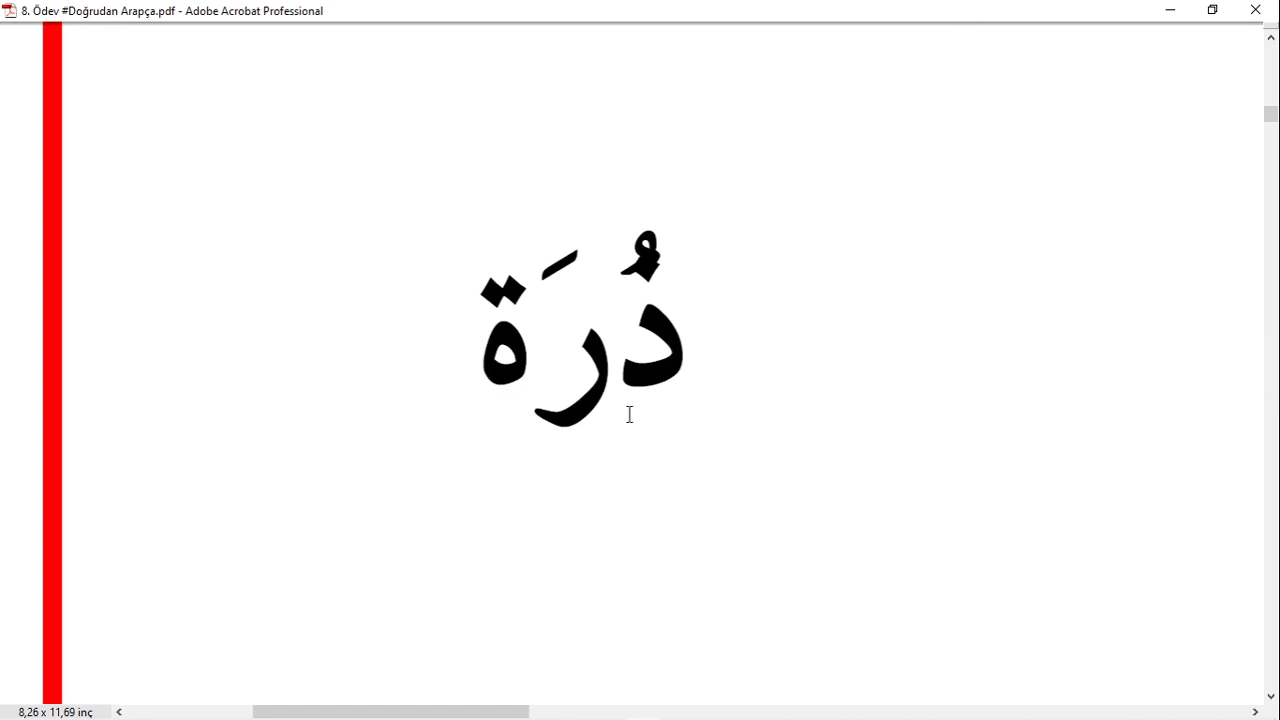 8. Ödev #Doğrudan Arapça.pdf - Adobe Acrobat Professional
ذُرَة
8,26 x 11,69 inç